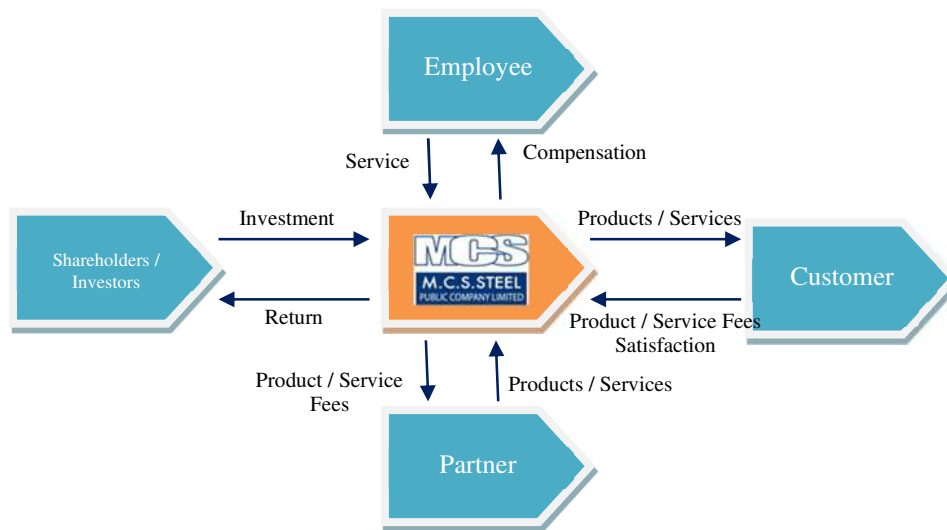 Employee
Service
Compensation
Investment
Products / Services
MCS
M.C.S.STEEL
PUBLIC COMPANY LIMITED
Shareholders /
Investors
Customer
Return
Product / Service Fees
Satisfaction
Product / Service
Fees
Products / Services
Partner